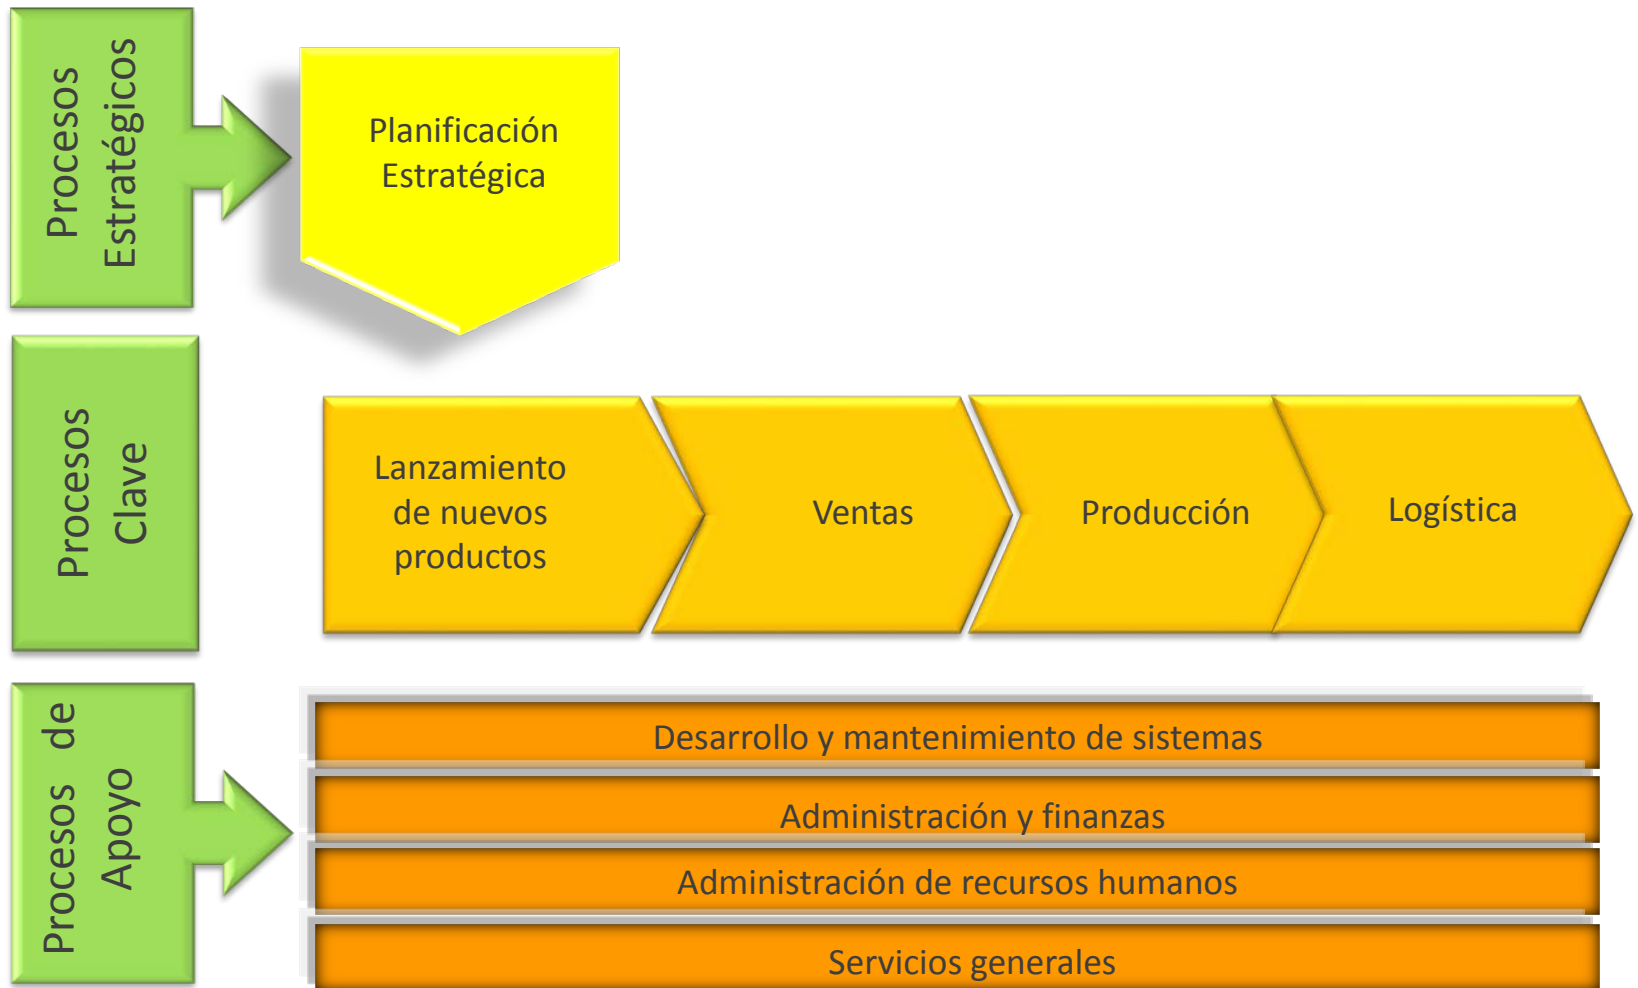 Procesos
Estratégicos
Planificación
Estratégica
Procesos
Clave
Lanzamiento
de nuevos
productos
Ventas
Producción
Logística
Procesos de
Apoyo
Desarrollo y mantenimiento de sistemas
Administración y finanzas
Administración de recursos humanos
Servicios generales